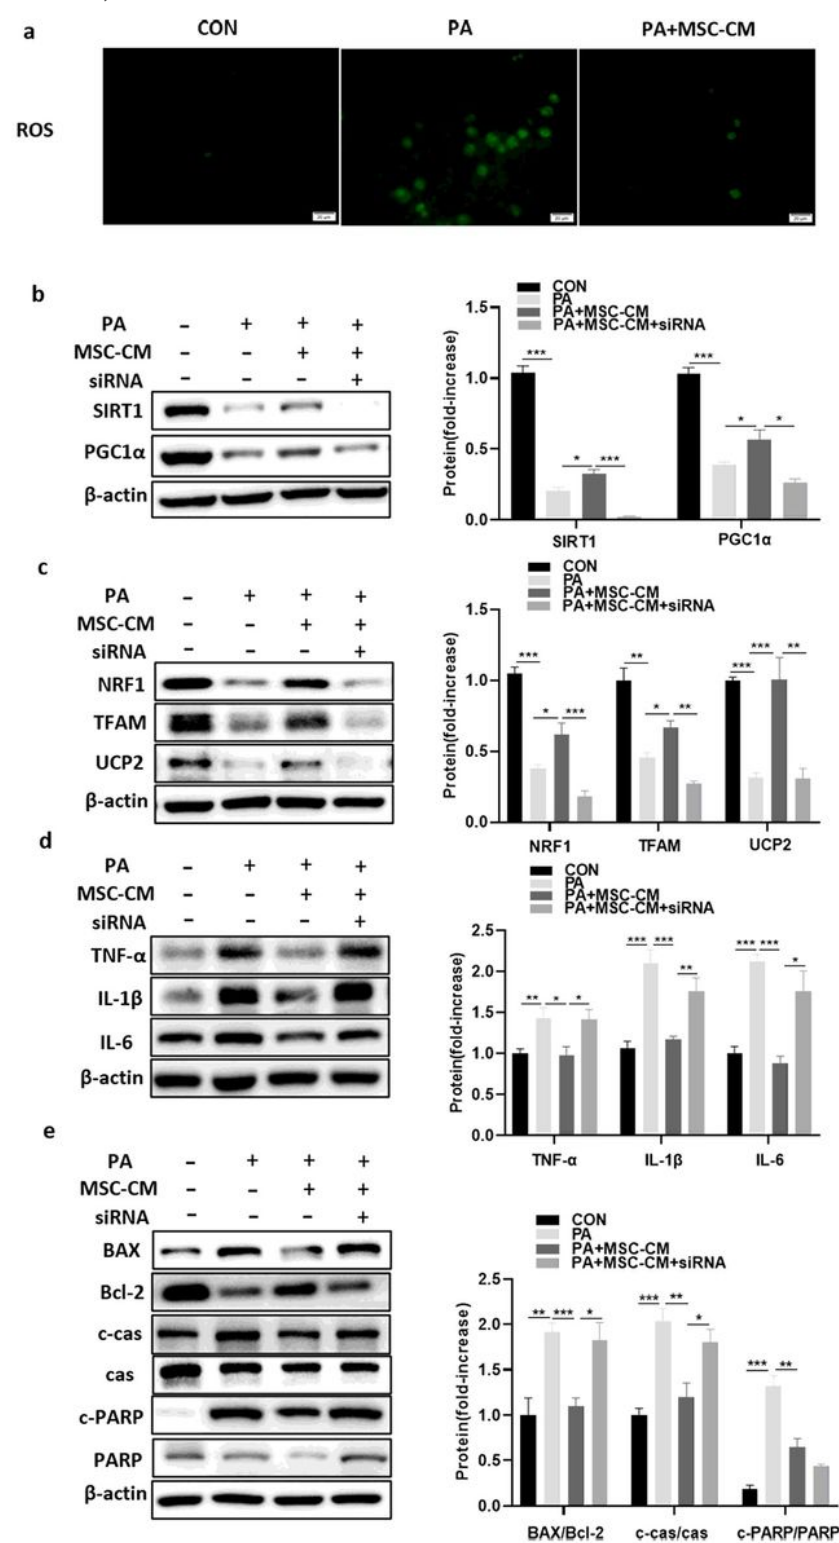 a
CON PA PA+MSC-CM
ROS
20 μm 20 μm 20 μm
b
PA − + + +
MSC-CM − − + +
siRNA − − − +
SIRT1
PGC1α
β-actin
CON
PA
PA+MSC-CM
PA+MSC-CM+siRNA
Protein(fold-increase)
1.5
1.0
0.5
0.0
*** * *** *** * *
SIRT1 PGC1α
c
PA − + + +
MSC-CM − − + +
siRNA − − − +
NRF1
TFAM
UCP2
β-actin
CON
PA
PA+MSC-CM
PA+MSC-CM+siRNA
Protein(fold-increase)
1.5
1.0
0.5
0.0
*** * *** ** * ** *** *** **
NRF1 TFAM UCP2
d
PA − + + +
MSC-CM − − + +
siRNA − − − +
TNF-α
IL-1β
IL-6
β-actin
CON
PA
PA+MSC-CM
PA+MSC-CM+siRNA
Protein(fold-increase)
2.5
2.0
1.5
1.0
0.5
0.0
** * * *** *** ** *** *** *
TNF-α IL-1β IL-6
e
PA − + + +
MSC-CM − − + +
siRNA − − − +
BAX
Bcl-2
c-cas
cas
c-PARP
PARP
β-actin
CON
PA
PA+MSC-CM
PA+MSC-CM+siRNA
Protein(fold-increase)
2.5
2.0
1.5
1.0
0.5
0.0
** *** * *** ** * *** **
BAX/Bcl-2 c-cas/cas c-PARP/PARP